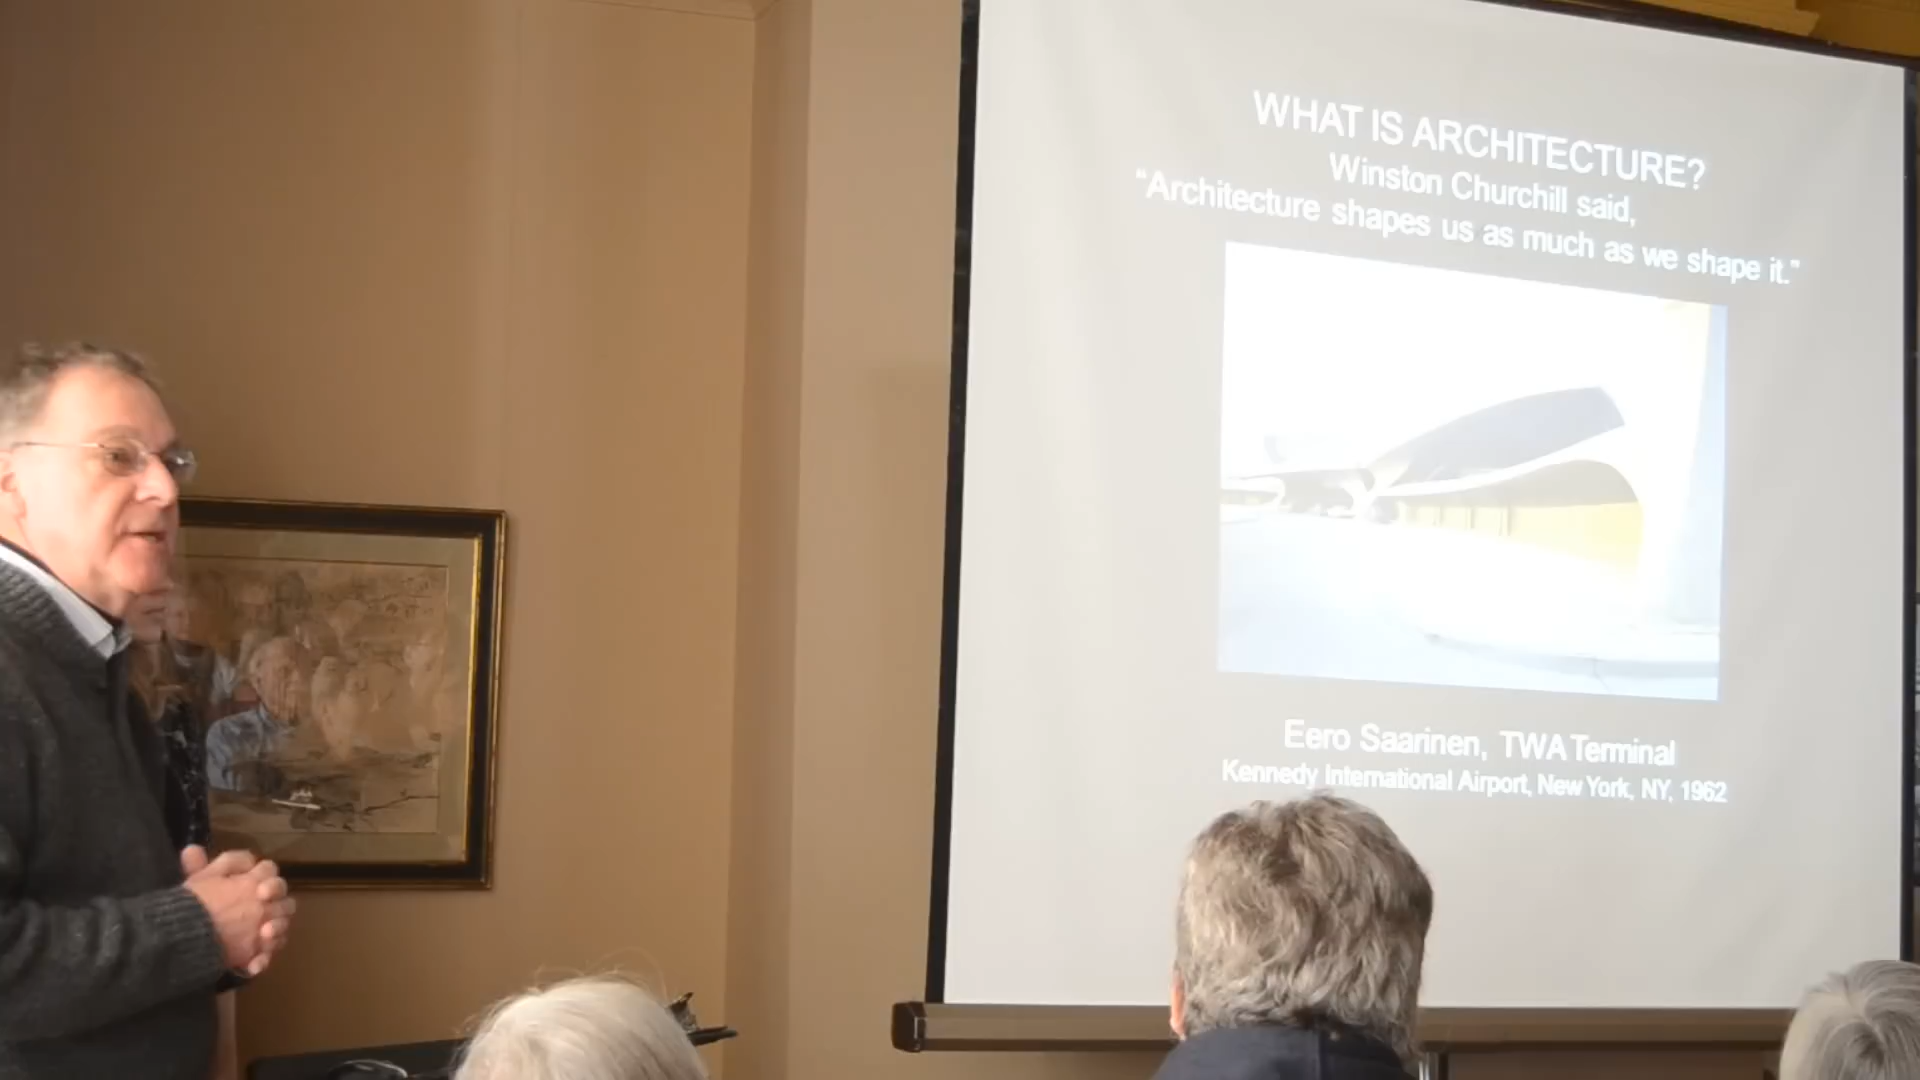 WHAT IS ARCHITECTURE?
Winston Churchill said,
“Architecture shapes us as much as we shape it.”
Eero Saarinen, TWA Terminal
Kennedy International Airport, New York, NY, 1962